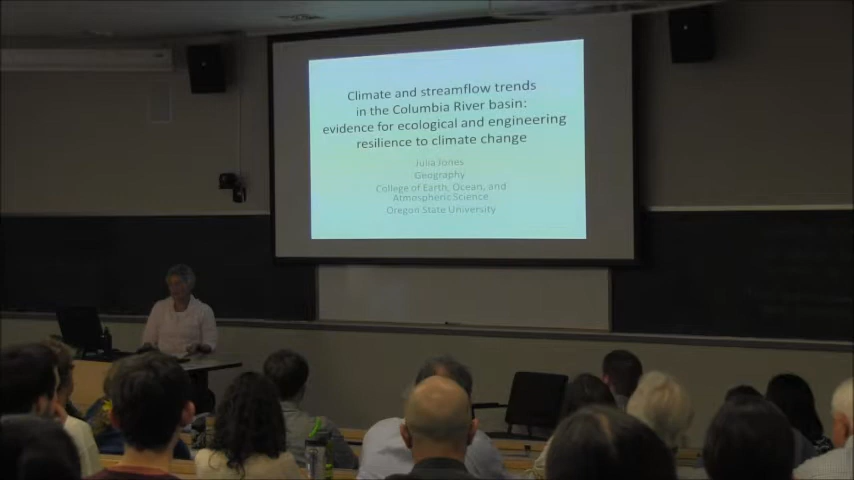 Climate and streamflow trends
in the Columbia River basin:
evidence for ecological and engineering
resilience to climate change
Julia Jones
Geography
College of Earth, Ocean, and
Atmospheric Science
Oregon State University